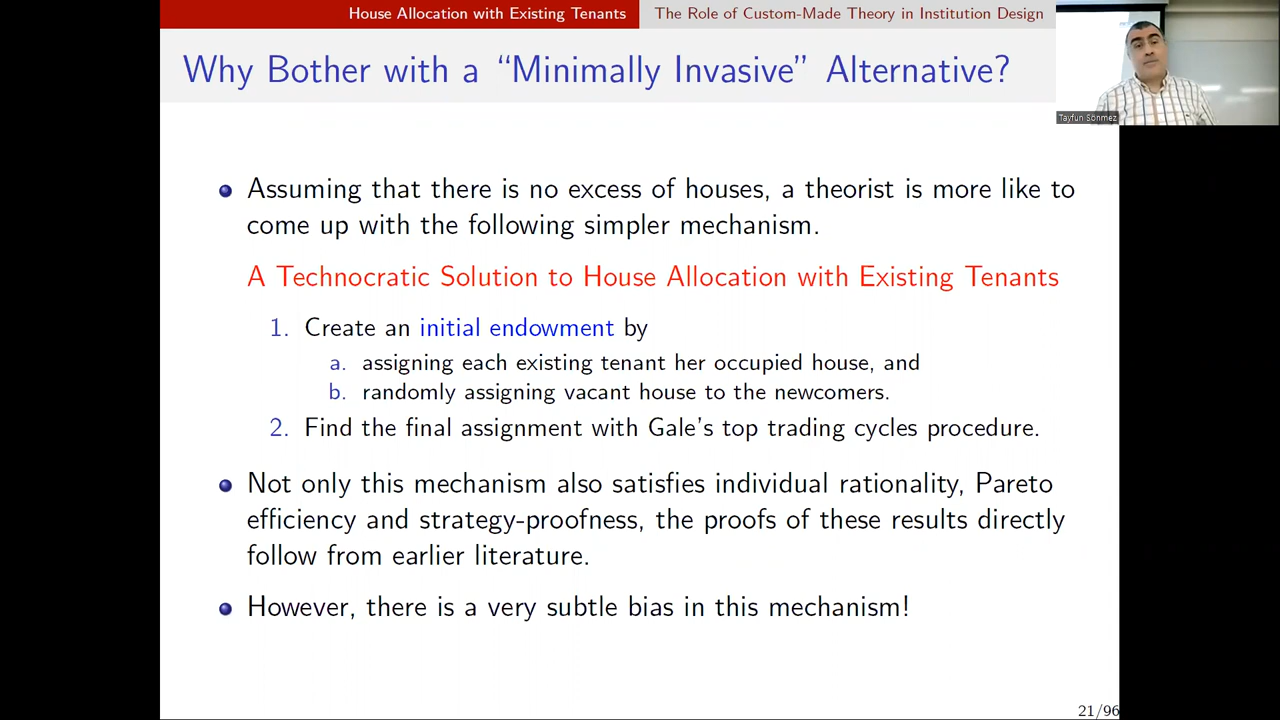 House Allocation with Existing Tenants
The Role of Custom-Made Theory in Institution Design
Why Bother with a “Minimally Invasive” Alternative?
Tayfun Sönmez
Assuming that there is no excess of houses, a theorist is more like to
come up with the following simpler mechanism.
A Technocratic Solution to House Allocation with Existing Tenants
1. Create an initial endowment by
a. assigning each existing tenant her occupied house, and
b. randomly assigning vacant house to the newcomers.
2. Find the final assignment with Gale’s top trading cycles procedure.
Not only this mechanism also satisfies individual rationality, Pareto
efficiency and strategy-proofness, the proofs of these results directly
follow from earlier literature.
However, there is a very subtle bias in this mechanism!
21/96